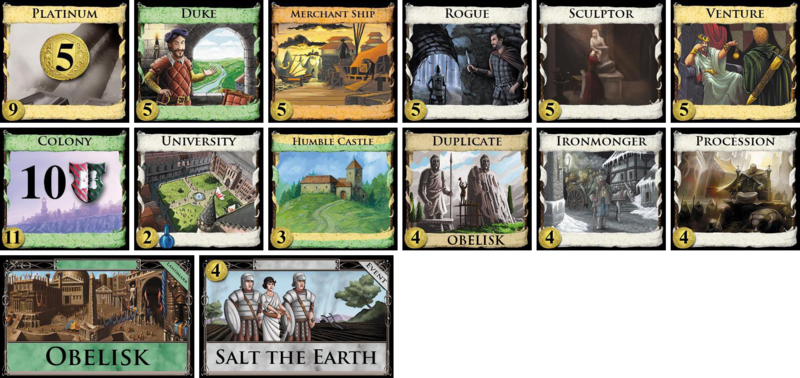 PLATINUM
5
9
DUKE
5
MERCHANT SHIP
5
ROGUE
5
SCULPTOR
5
VENTURE
5
COLONY
10
11
UNIVERSITY
2
HUMBLE CASTLE
3
DUPLICATE
4
OBELISK
IRONMONGER
4
PROCESSION
4
LANDMARK
OBELISK
4
EVENT
SALT THE EARTH